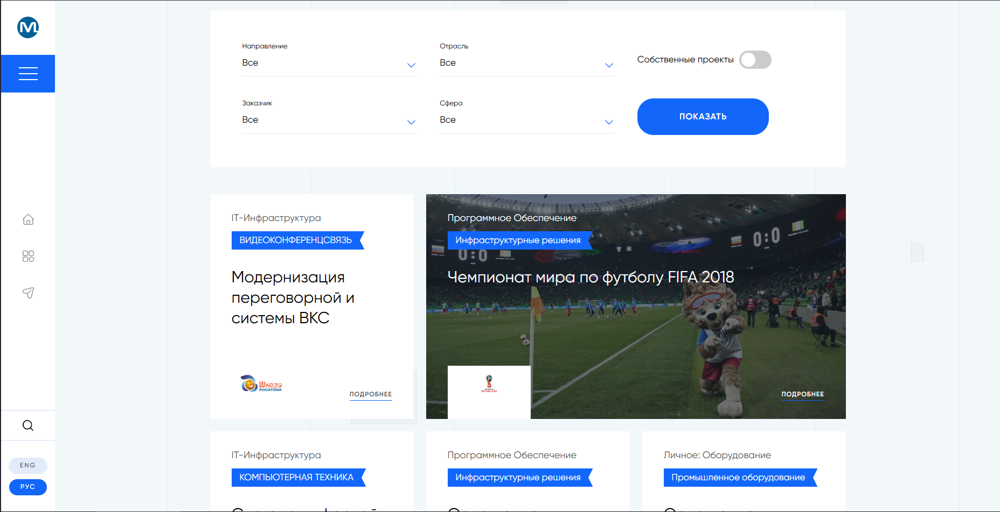 M
Направление
Все
Отрасль
Все
Собственные проекты
Заказчик
Все
Сфера
Все
ПОКАЗАТЬ
IT-Инфраструктура
ВИДЕОКОНФЕРЕНЦСВЯЗЬ
Модернизация
переговорной и
системы ВКС
Школа
РОСАТОМА
ПОДРОБНЕЕ
Программное Обеспечение
Инфраструктурные решения
0:0
0:0
Чемпионат мира по футболу FIFA 2018
ПОДРОБНЕЕ
IT-Инфраструктура
КОМПЬЮТЕРНАЯ ТЕХНИКА
Программное Обеспечение
Инфраструктурные решения
Личное: Оборудование
Промышленное оборудование
ENG
РУС